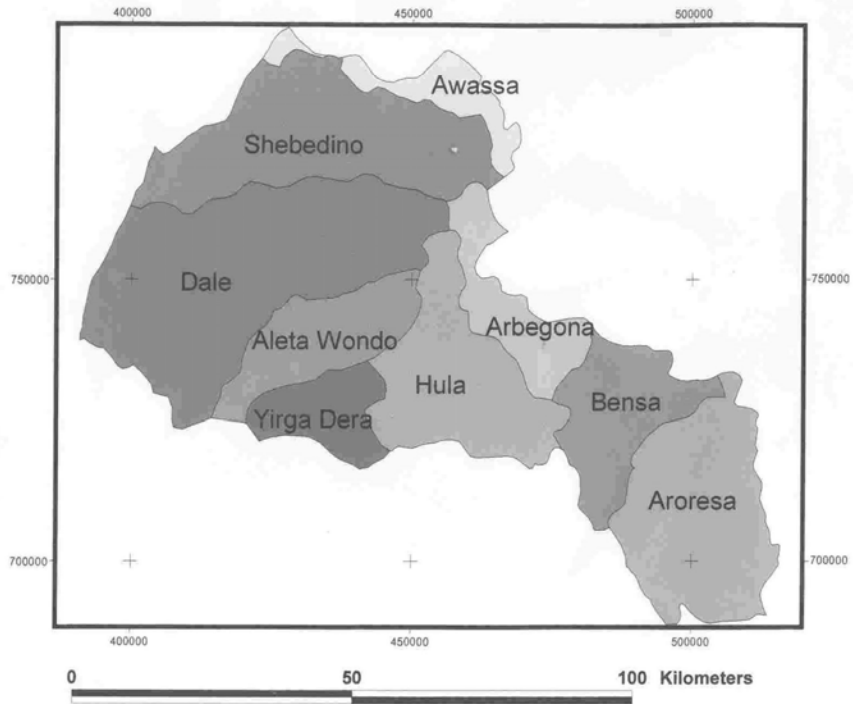 400000 450000 500000
Awassa
Shebedino
750000 Dale 750000
Arbegona
Aleta Wondo
Hula
Bensa
Yirga Dera
Aroresa
700000 700000
400000 450000 500000
0 50 100 Kilometers